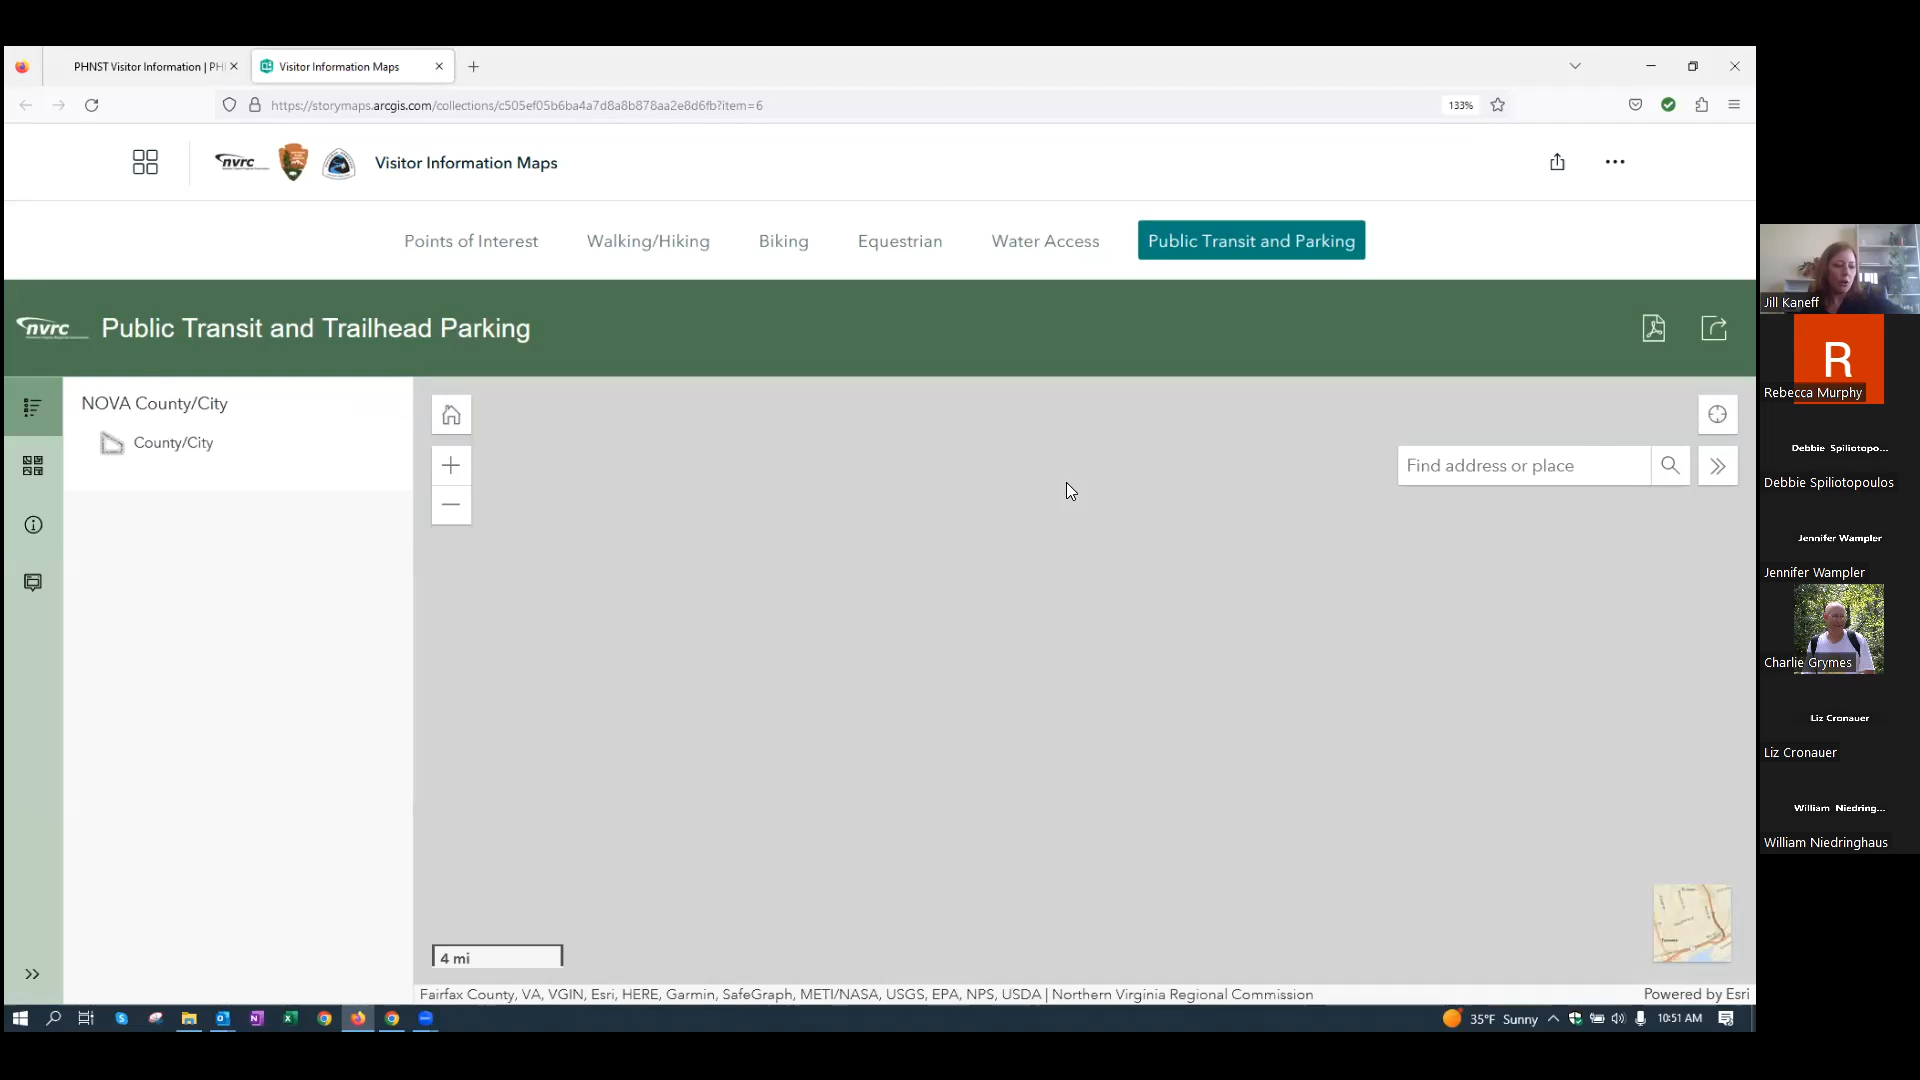 PHNST Visitor Information | PH
Visitor Information Maps
https://storymaps.arcgis.com/collections/c505ef05b6ba4a7d8a8b878aa2e8d6fb?item=6
133%
nvrc
Visitor Information Maps
Points of Interest
Walking/Hiking
Biking
Equestrian
Water Access
Public Transit and Parking
nvrc
Public Transit and Trailhead Parking
NOVA County/City
County/City
Find address or place
4 mi
Fairfax County, VA, VGIN, Esri, HERE, Garmin, SafeGraph, METI/NASA, USGS, EPA, NPS, USDA | Northern Virginia Regional Commission
Powered by Esri
35°F Sunny
10:51 AM
Jill Kaneff
R
Rebecca Murphy
Debbie Spiliotopo...
Debbie Spiliotopoulos
Jennifer Wampler
Jennifer Wampler
Charlie Grymes
Liz Cronauer
Liz Cronauer
William Niedring...
William Niedringhaus